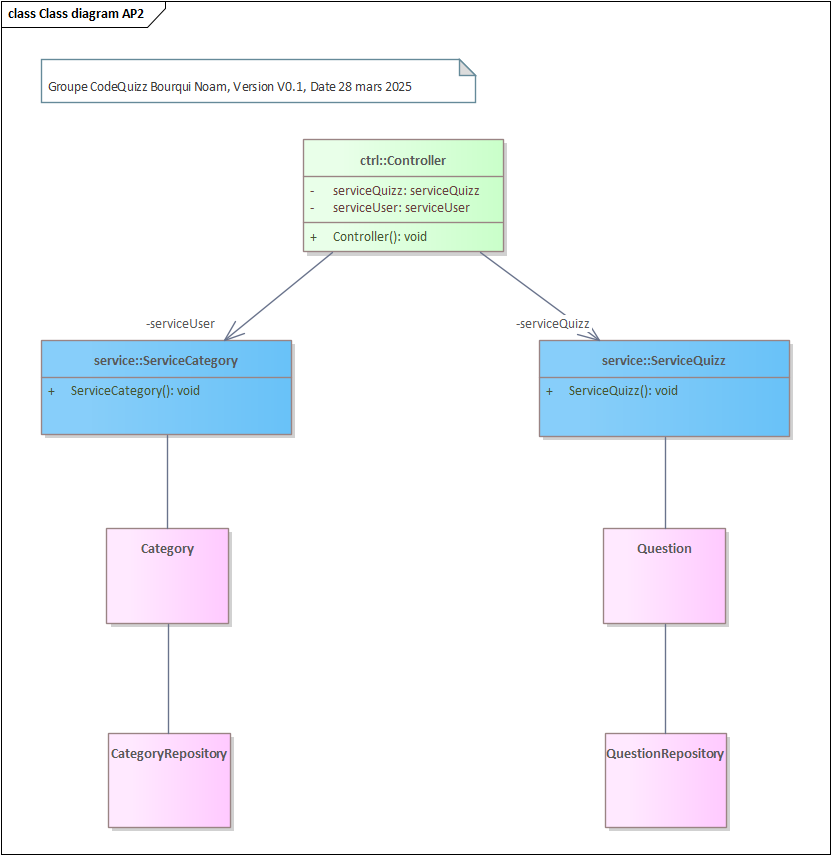 class Class diagram AP2
Groupe CodeQuizz Bourqui Noam, Version V0.1, Date 28 mars 2025
ctrl::Controller
- serviceQuizz: serviceQuizz
- serviceUser: serviceUser
+ Controller(): void
-serviceUser
-serviceQuizz
service::ServiceCategory
+ ServiceCategory(): void
service::ServiceQuizz
+ ServiceQuizz(): void
Category
Question
CategoryRepository
QuestionRepository